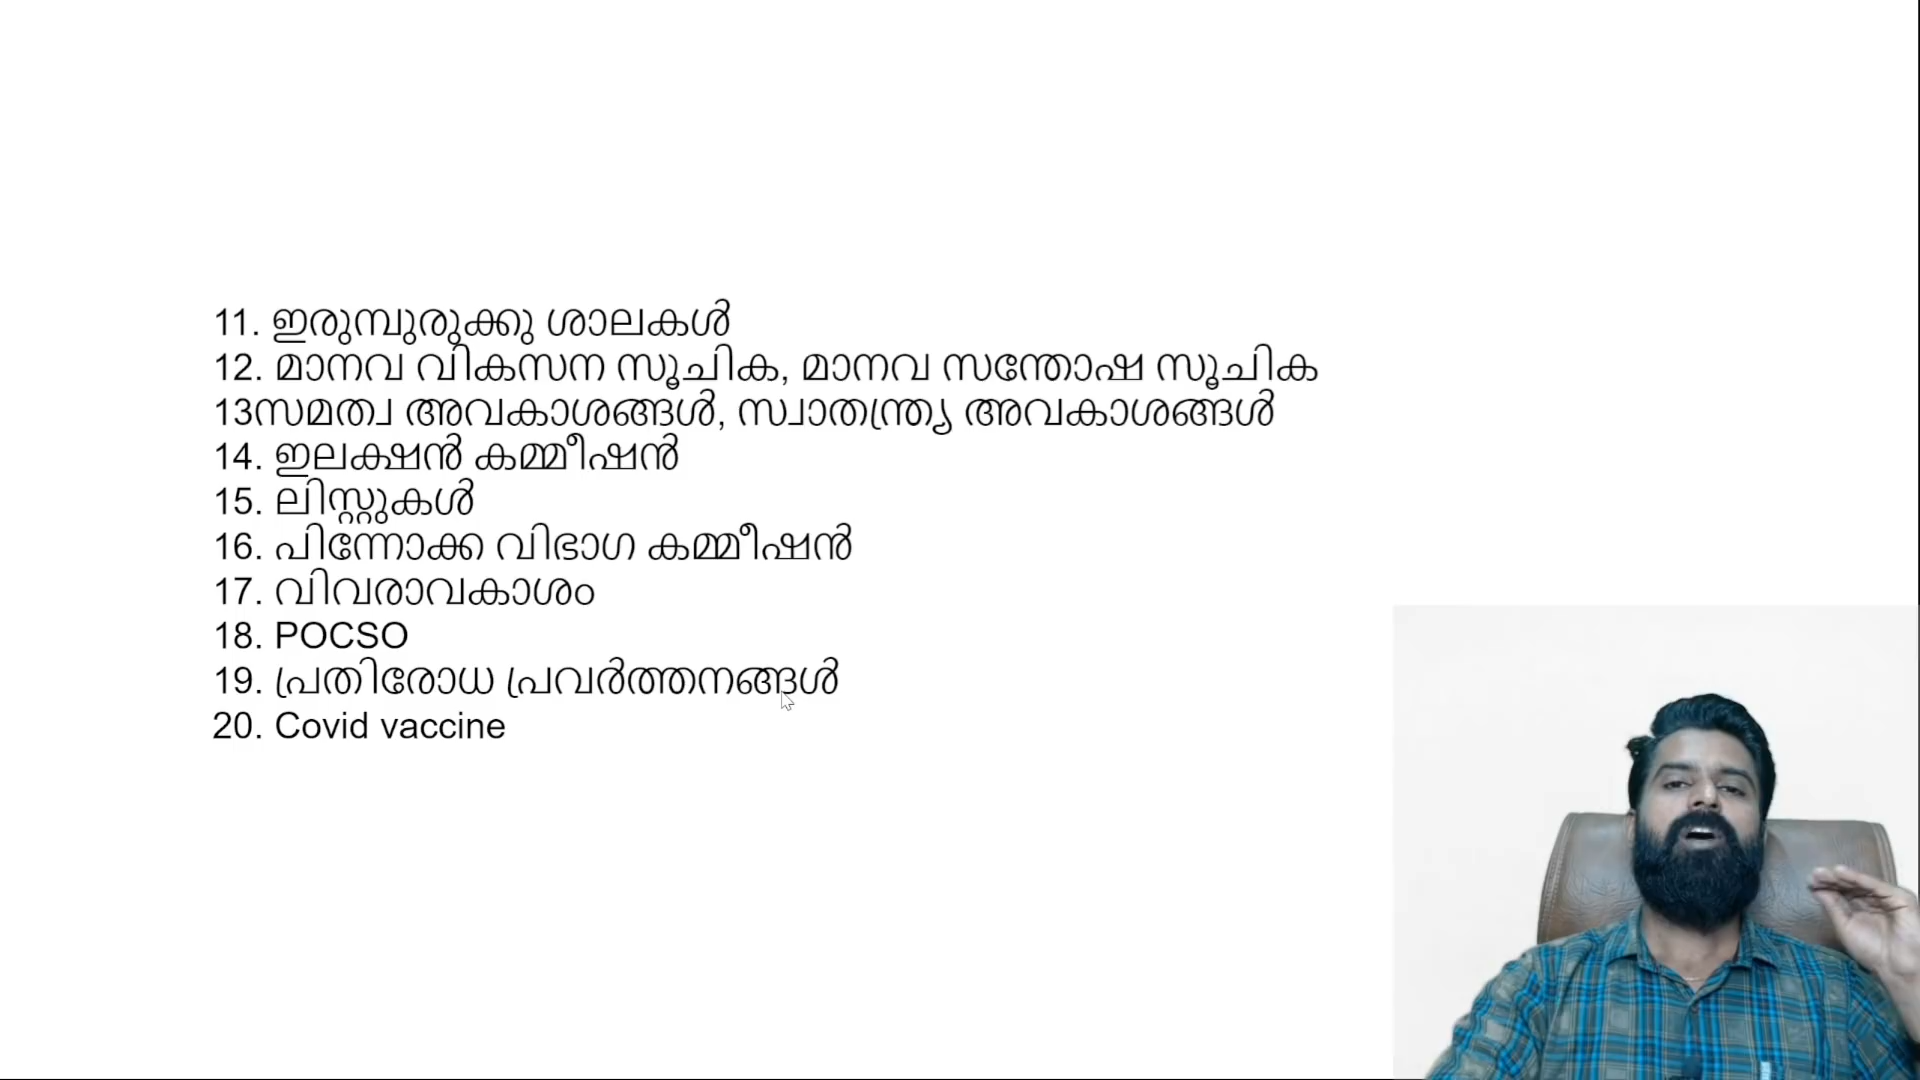 11. ഇരുമ്പുരുക്കു ശാലകൾ
12. മാനവ വികസന സൂചിക, മാനവ സന്തോഷ സൂചിക
13സമത്വ അവകാശങ്ങൾ, സ്വാതന്ത്ര്യ അവകാശങ്ങൾ
14. ഇലക്ഷൻ കമ്മീഷൻ
15. ലിസ്റ്റുകൾ
16. പിന്നോക്ക വിഭാഗ കമ്മീഷൻ
17. വിവരാവകാശം
18. POCSO
19. പ്രതിരോധ പ്രവർത്തനങ്ങൾ
20. Covid vaccine